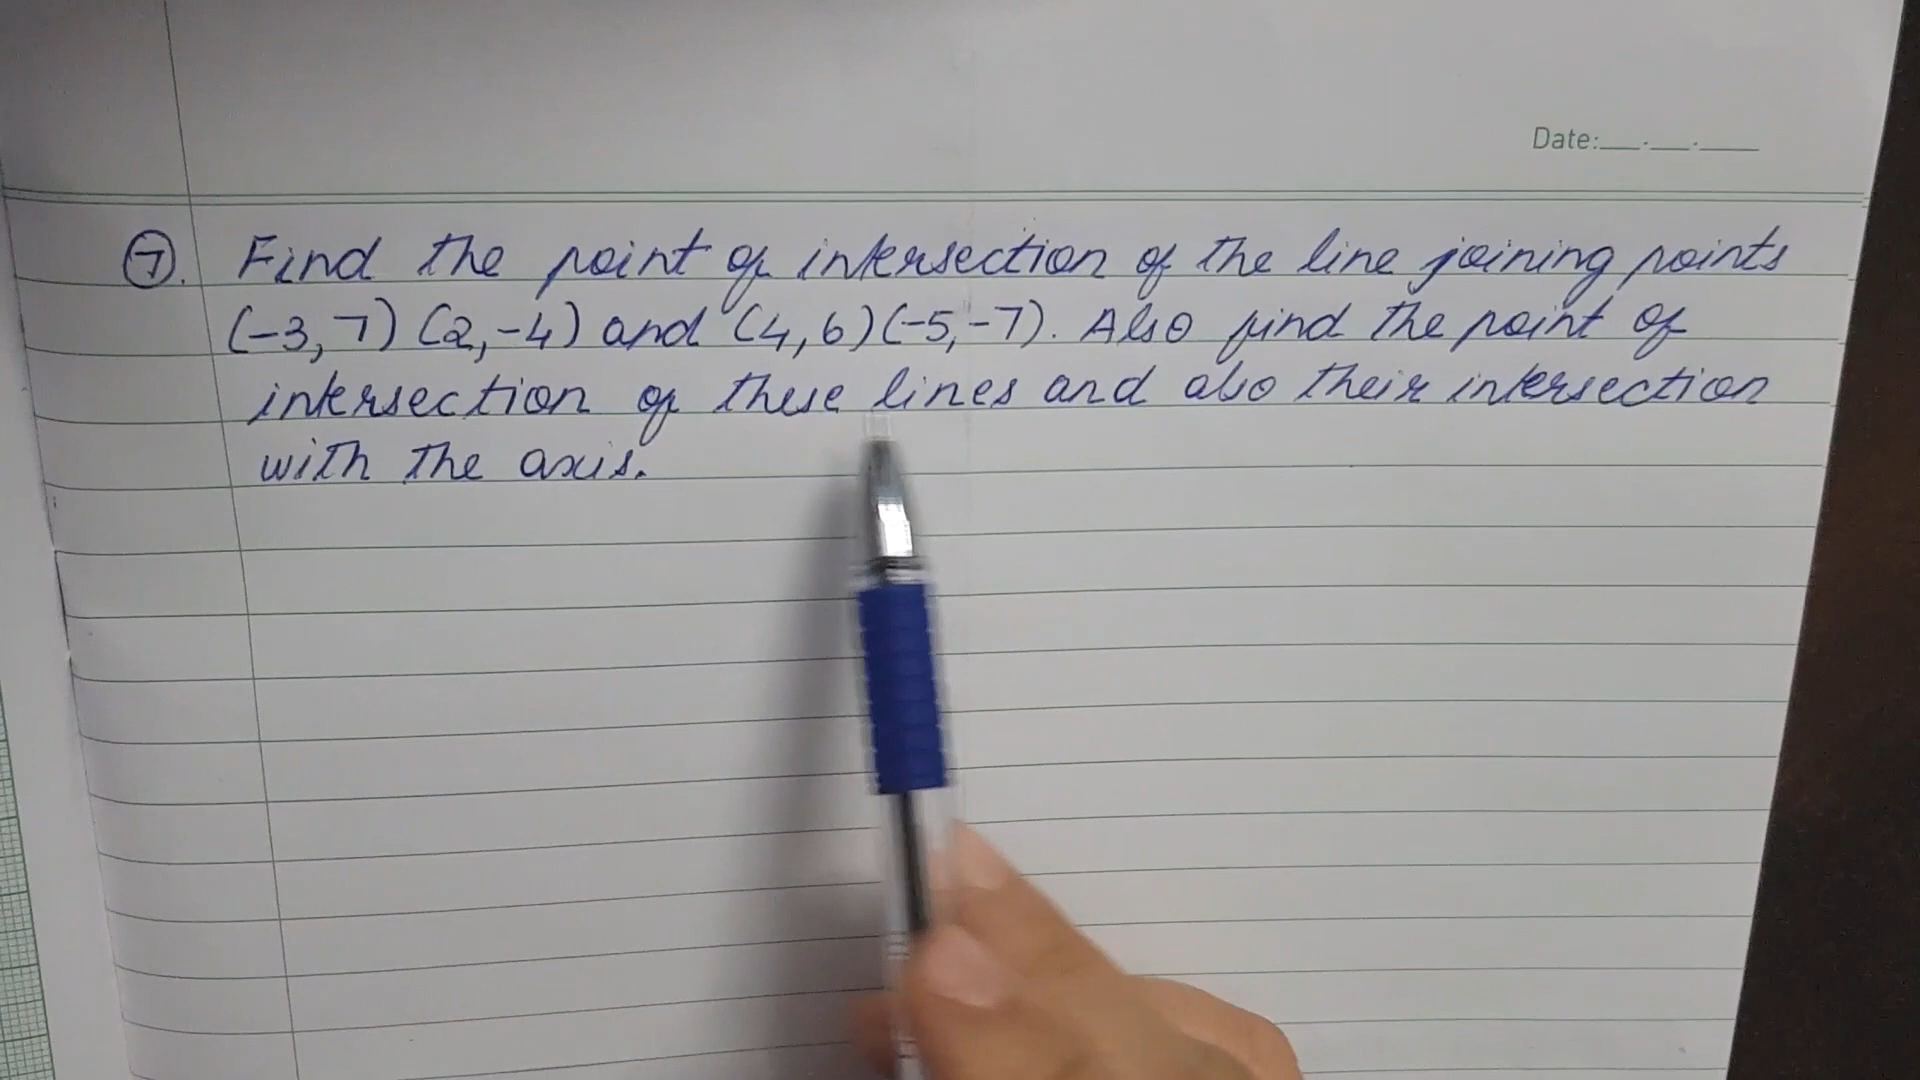 Date:__.__.___
7. Find the point of intersection of the line joining points
(-3,7) (2,-4) and (4,6)(-5,-7). Also find the point of
intersection of these lines and also their intersection
with the axis.